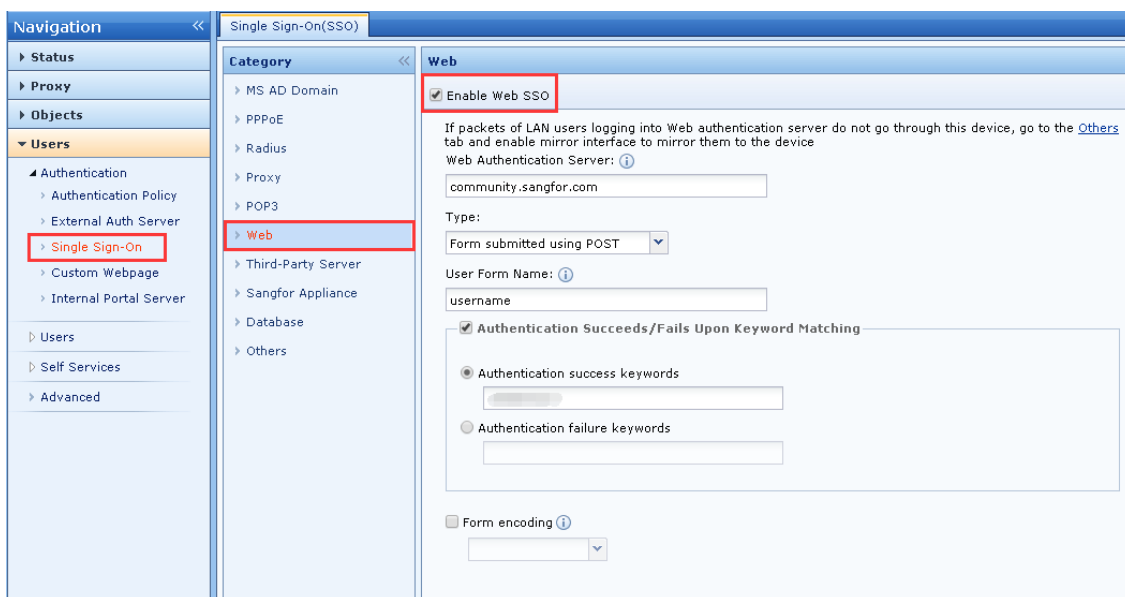 Navigation
Status
Proxy
Objects
Users
Authentication
Authentication Policy
External Auth Server
Single Sign-On
Custom Webpage
Internal Portal Server
Users
Self Services
Advanced
Single Sign-On(SSO)
Category
MS AD Domain
PPPoE
Radius
Proxy
POP3
Web
Third-Party Server
Sangfor Appliance
Database
Others
Web
Enable Web SSO
If packets of LAN users logging into Web authentication server do not go through this device, go to the Others
tab and enable mirror interface to mirror them to the device
Web Authentication Server:
community.sangfor.com
Type:
Form submitted using POST
User Form Name:
username
Authentication Succeeds/Fails Upon Keyword Matching
Authentication success keywords
Authentication failure keywords
Form encoding